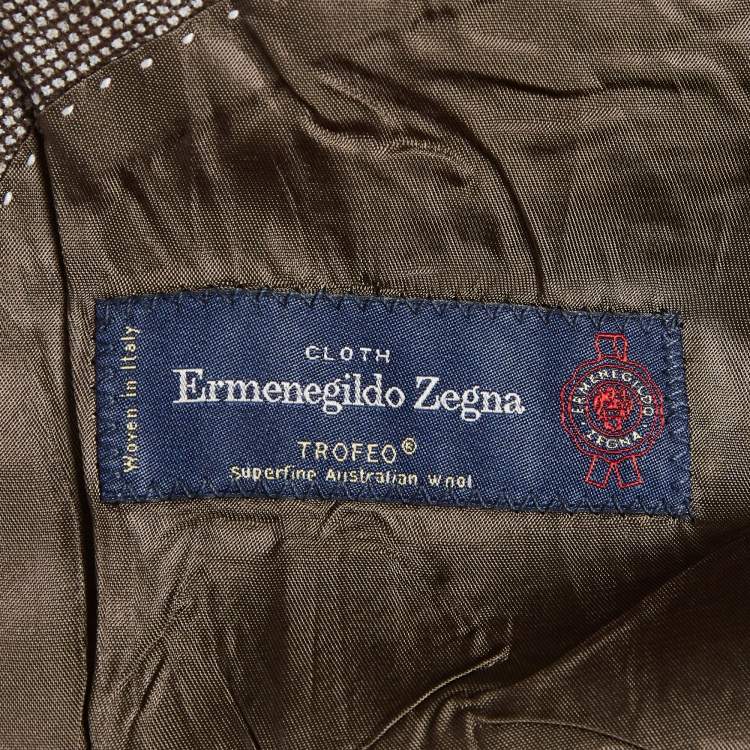 Woven in Italy
CLOTH
Ermenegildo Zegna
TROFEO®
Superfine Australian Wool
ERMENEGILDO
· ZEGNA ·